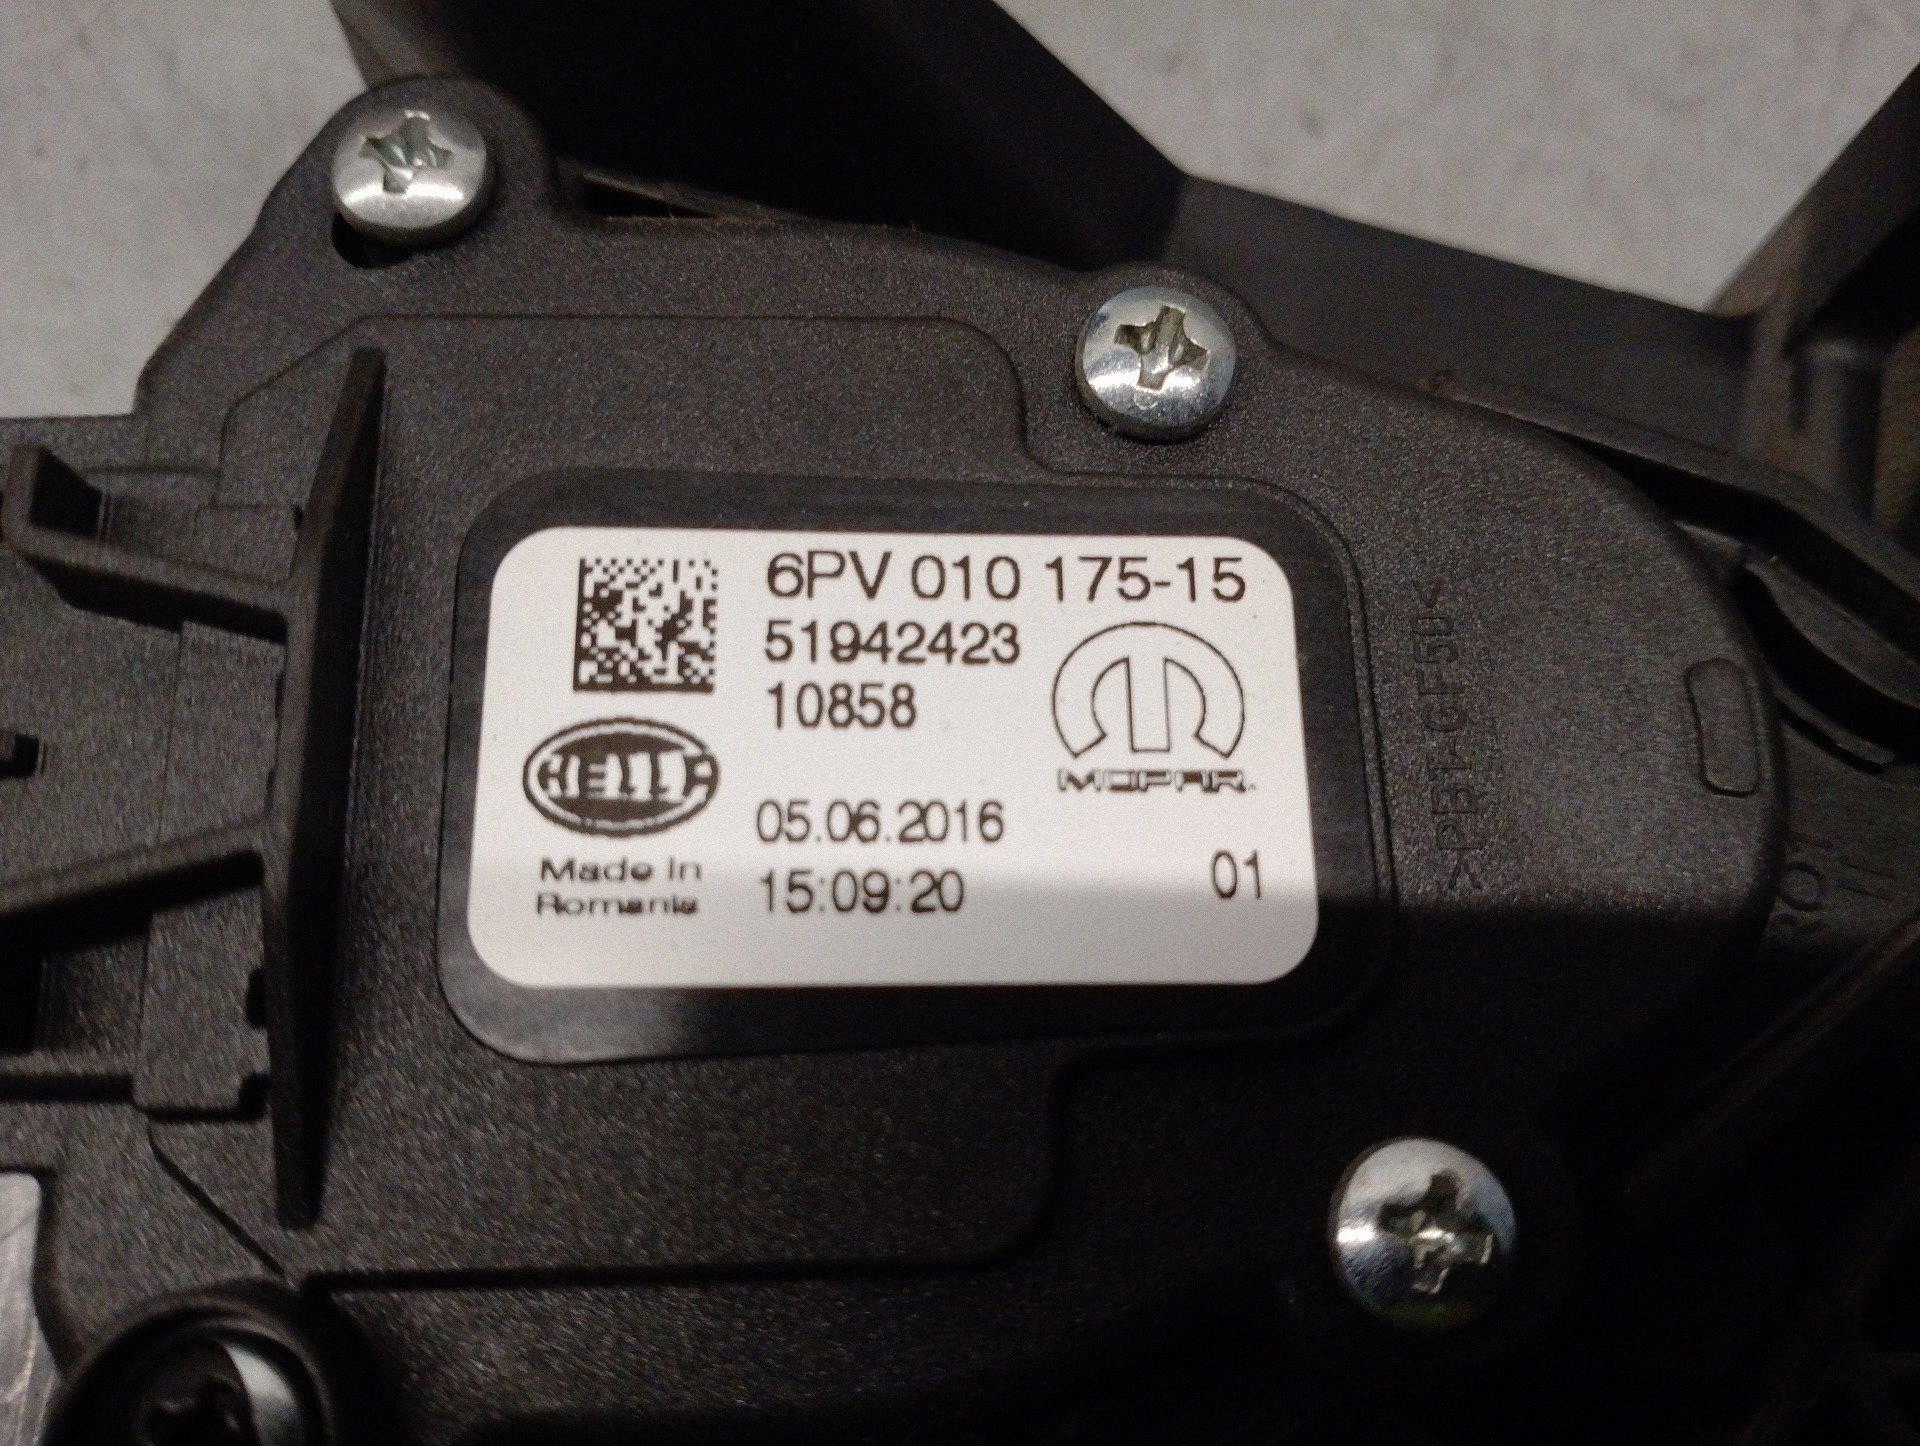 6PV 010 175-15
51942423
10858
MOPAR
HELLA
05.06.2016
Made In
Romania
15:09:20
01
>PBT-GF50<